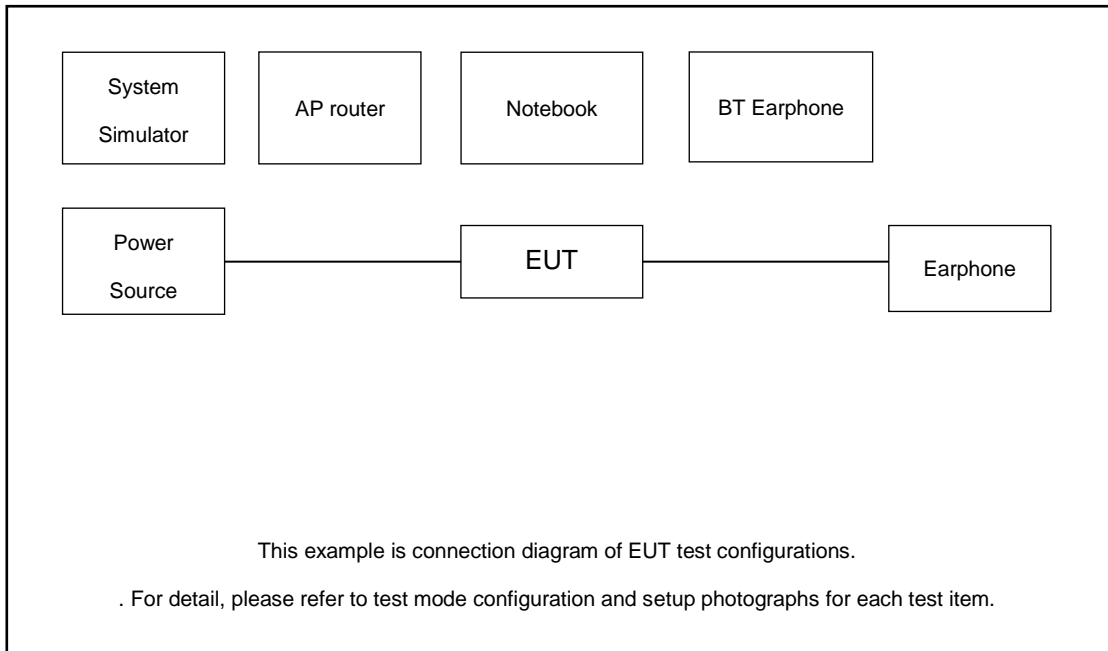 System
Simulator
AP router
Notebook
BT Earphone
Power
Source
EUT
Earphone
This example is connection diagram of EUT test configurations.
. For detail, please refer to test mode configuration and setup photographs for each test item.